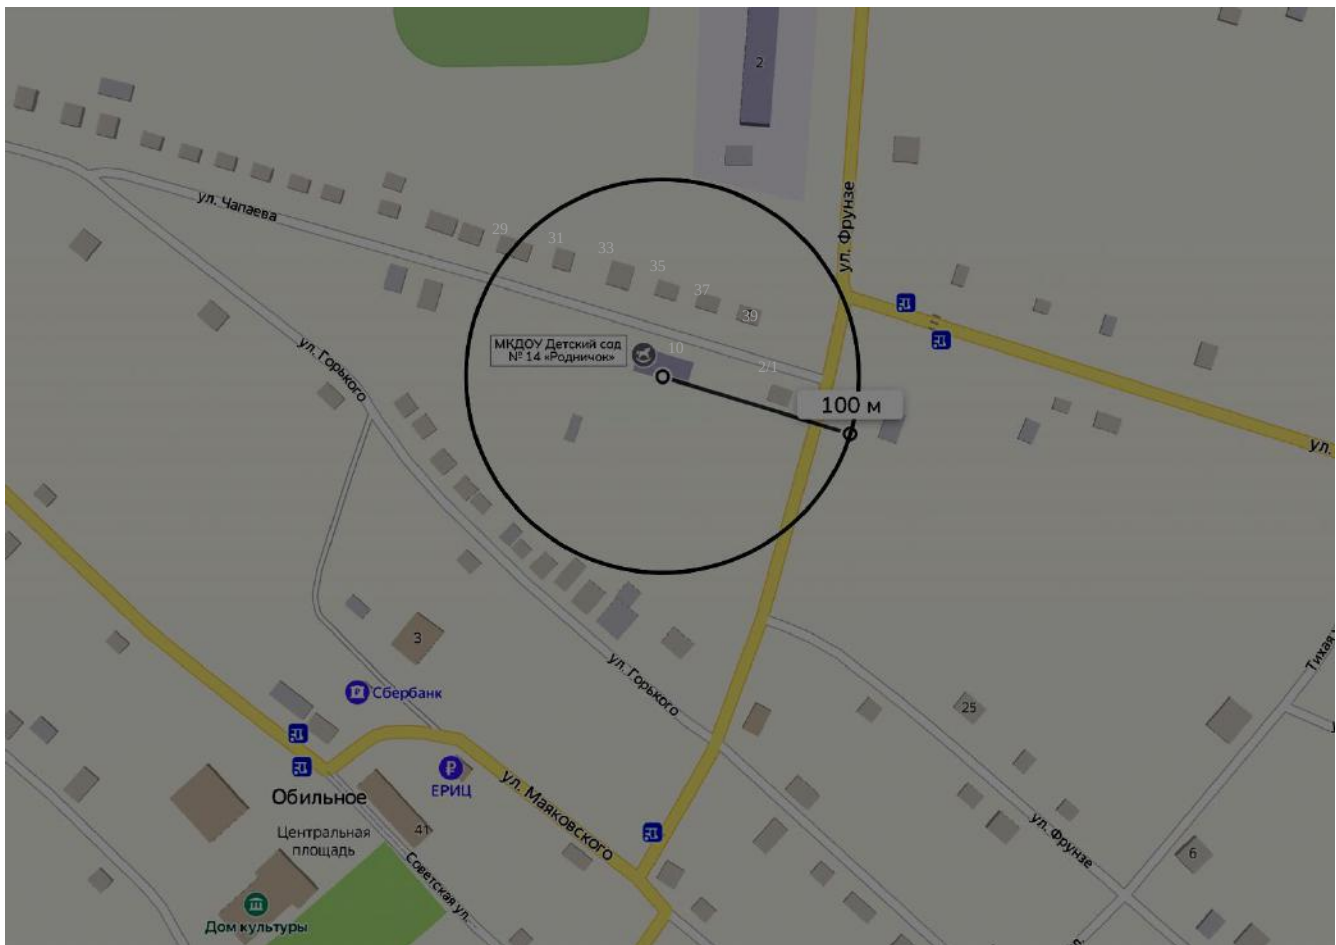 2
ул. Чапаева
ул. Фрунзе
29
31
33
35
37
39
МКДОУ Детский сад
№ 14 «Родничок»
10
2/1
ул. Горького
100 м
ул.
3
Сбербанк
ул. Горького
Тихая
25
ЕРИЦ
ул. Маяковского
Обильное
Центральная
площадь
41
Советская ул.
ул. Фрунзе
6
Дом культуры